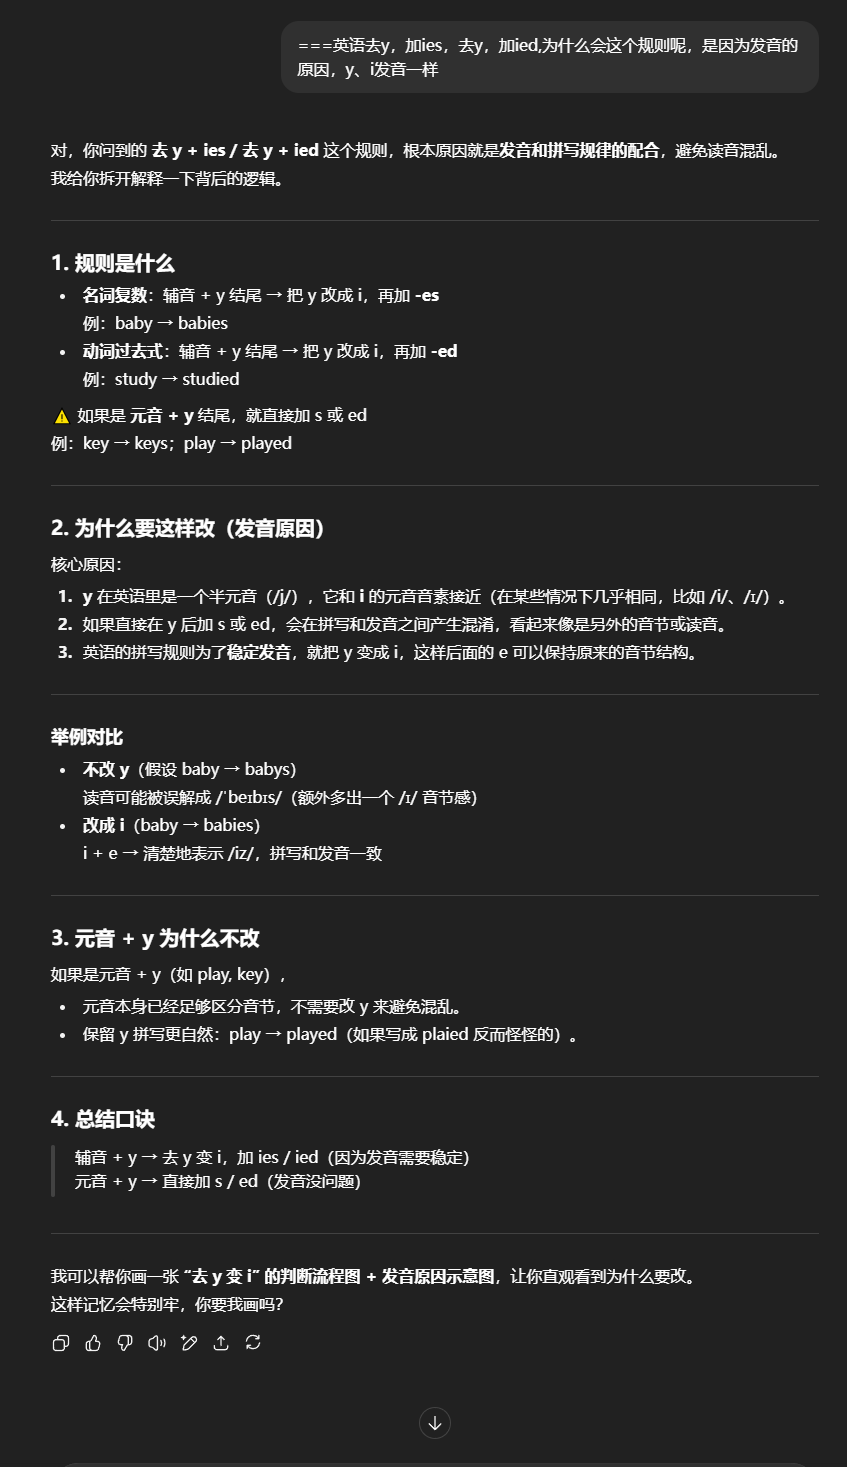 ===英语去y，加ies，去y，加ied,为什么会这个规则呢，是因为发音的
原因，y、i发音一样
对，你问到的 去 y + ies / 去 y + ied 这个规则，根本原因就是发音和拼写规律的配合，避免读音混乱。
我给你拆开解释一下背后的逻辑。
1. 规则是什么
• 名词复数：辅音 + y 结尾 → 把 y 改成 i，再加 -es
例：baby → babies
• 动词过去式：辅音 + y 结尾 → 把 y 改成 i，再加 -ed
例：study → studied
⚠️ 如果是 元音 + y 结尾，就直接加 s 或 ed
例：key → keys；play → played
2. 为什么要这样改（发音原因）
核心原因：
1. y 在英语里是一个半元音（/j/），它和 i 的元音音素接近（在某些情况下几乎相同，比如 /i/、/ɪ/）。
2. 如果直接在 y 后加 s 或 ed，会在拼写和发音之间产生混淆，看起来像是另外的音节或读音。
3. 英语的拼写规则为了稳定发音，就把 y 变成 i，这样后面的 e 可以保持原来的音节结构。
举例对比
• 不改 y（假设 baby → babys）
读音可能被误解成 /ˈbeɪbɪs/（额外多出一个 /ɪ/ 音节感）
• 改成 i（baby → babies）
i + e → 清楚地表示 /iz/，拼写和发音一致
3. 元音 + y 为什么不改
如果是元音 + y（如 play, key），
• 元音本身已经足够区分音节，不需要改 y 来避免混乱。
• 保留 y 拼写更自然：play → played（如果写成 plaied 反而怪怪的）。
4. 总结口诀
辅音 + y → 去 y 变 i，加 ies / ied（因为发音需要稳定）
元音 + y → 直接加 s / ed（发音没问题）
我可以帮你画一张 “去 y 变 i” 的判断流程图 + 发音原因示意图，让你直观看到为什么要改。
这样记忆会特别牢，你要我画吗？